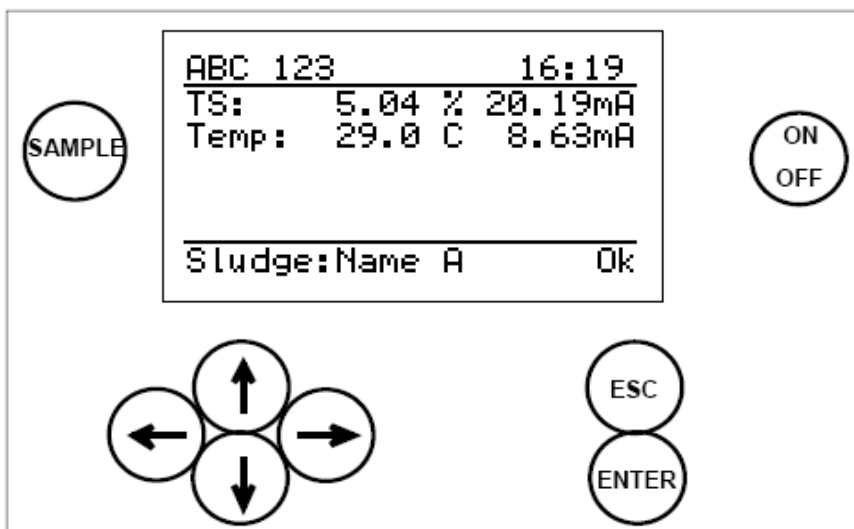 ABC 123 16:19
TS: 5.04 % 20.19mA
Temp: 29.0 C 8.63mA
Sludge:Name A Ok
SAMPLE
ON
OFF
ESC
ENTER